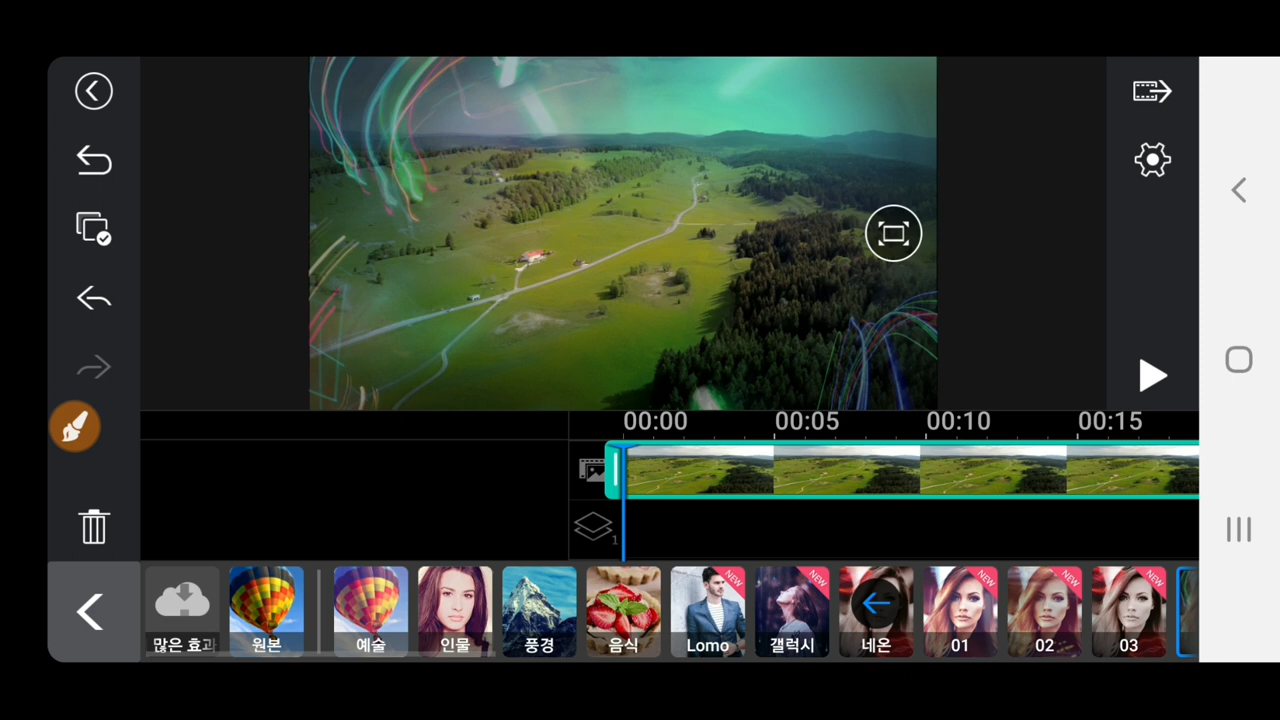 00:00
00:05
00:10
00:15
1
많은 효과
원본
예술
인물
풍경
음식
NEW
Lomo
NEW
갤럭시
네온
NEW
01
NEW
02
NEW
03